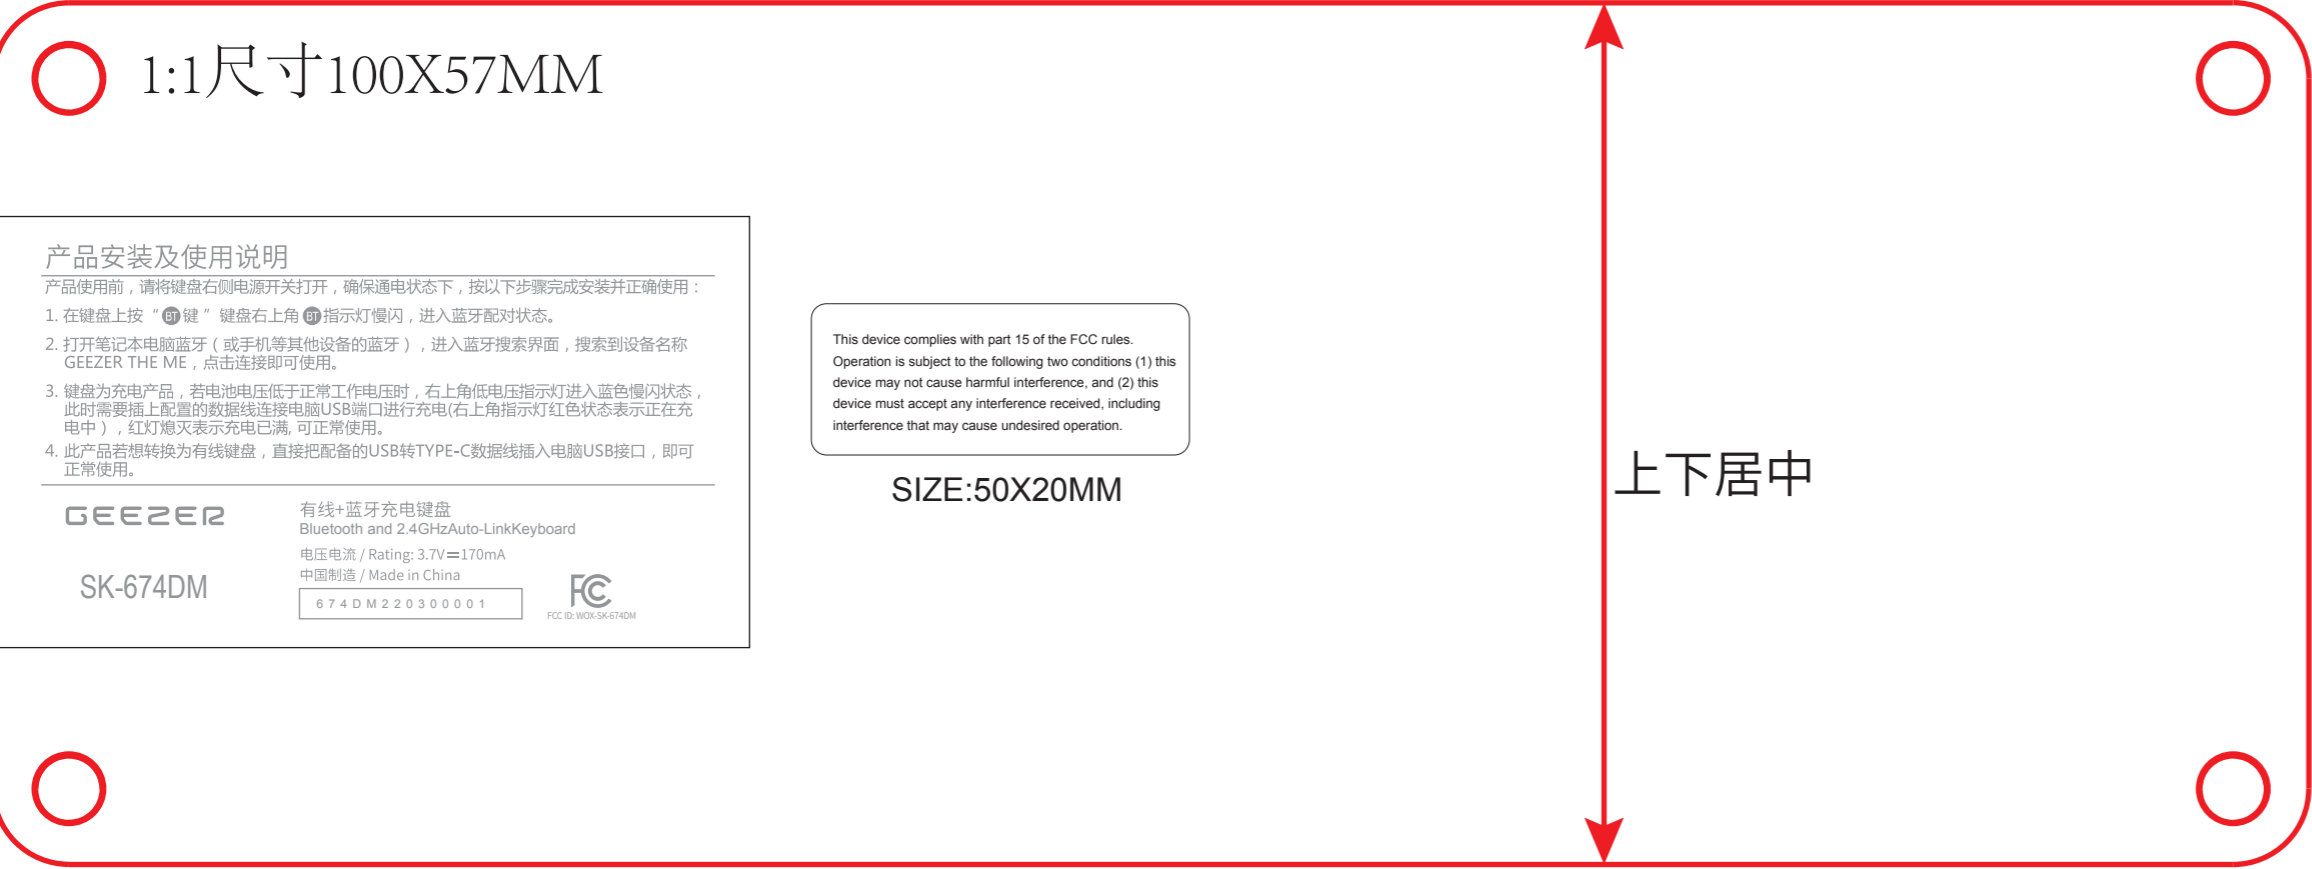 1:1尺寸100X57MM
产品安装及使用说明
产品使用前，请将键盘右侧电源开关打开，确保通电状态下，按以下步骤完成安装并正确使用：
1. 在键盘上按“BT键”键盘右上角BT指示灯慢闪，进入蓝牙配对状态。
2. 打开笔记本电脑蓝牙（或手机等其他设备的蓝牙），进入蓝牙搜索界面，搜索到设备名称
GEEZER THE ME，点击连接即可使用。
3. 键盘为充电产品，若电池电压低于正常工作电压时，右上角低电压指示灯进入蓝色慢闪状态，
此时需要插上配置的数据线连接电脑USB端口进行充电(右上角指示灯红色状态表示正在充
电中），红灯熄灭表示充电已满, 可正常使用。
4. 此产品若想转换为有线键盘，直接把配备的USB转TYPE-C数据线插入电脑USB接口，即可
正常使用。
GEEZER
SK-674DM
有线+蓝牙充电键盘
Bluetooth and 2.4GHzAuto-LinkKeyboard
电压电流 / Rating: 3.7V⎓170mA
中国制造 / Made in China
674DM220300001
FC
FCC ID: WOX-SK-674DM
This device complies with part 15 of the FCC rules.
Operation is subject to the following two conditions (1) this
device may not cause harmful interference, and (2) this
device must accept any interference received, including
interference that may cause undesired operation.
SIZE:50X20MM
上下居中